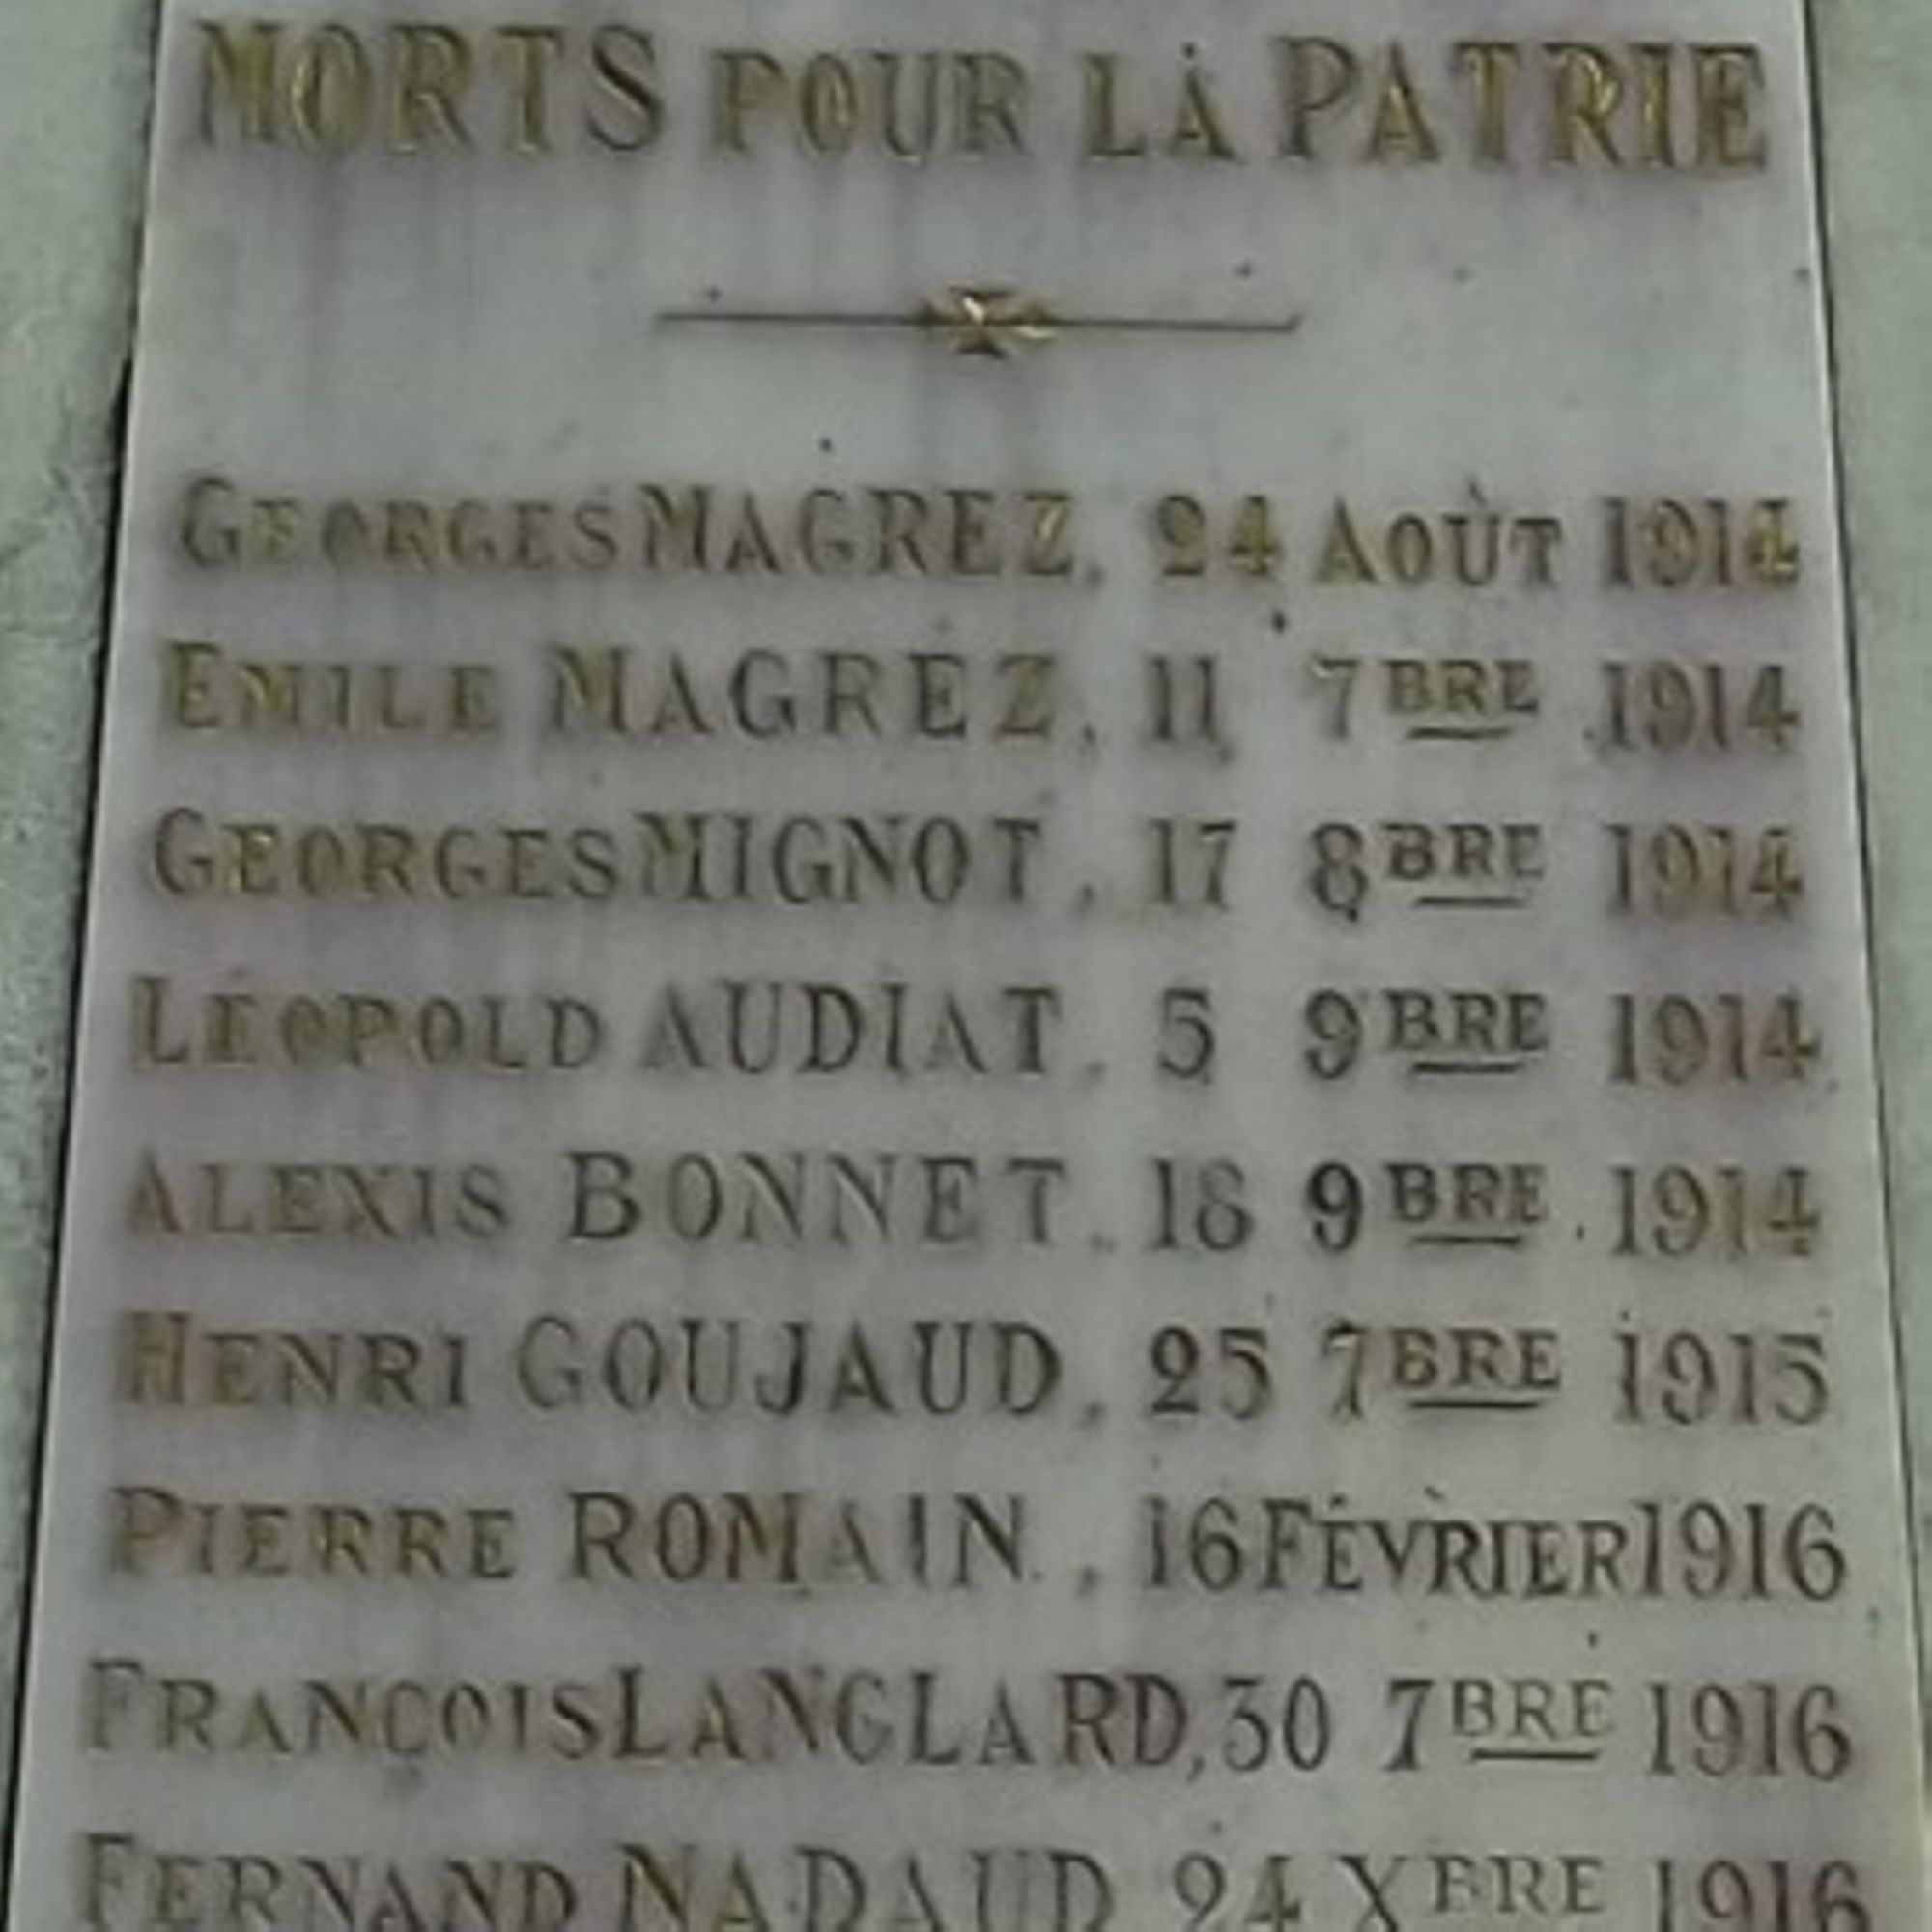 MORTS POUR LA PATRIE
GEORGES MAGREZ, 24 AOÛT 1914
EMILE MAGREZ, 11 7BRE 1914
GEORGES MIGNOT, 17 8BRE 1914
LÉOPOLD AUDIAT, 5 9BRE 1914
ALEXIS BONNET, 18 9BRE 1914
HENRI GOUJAUD, 25 7BRE 1915
PIERRE ROMAIN, 16 FÉVRIER 1916
FRANÇOIS LANGLARD, 30 7BRE 1916
FERNAND NADAUD 24 XBRE 1916